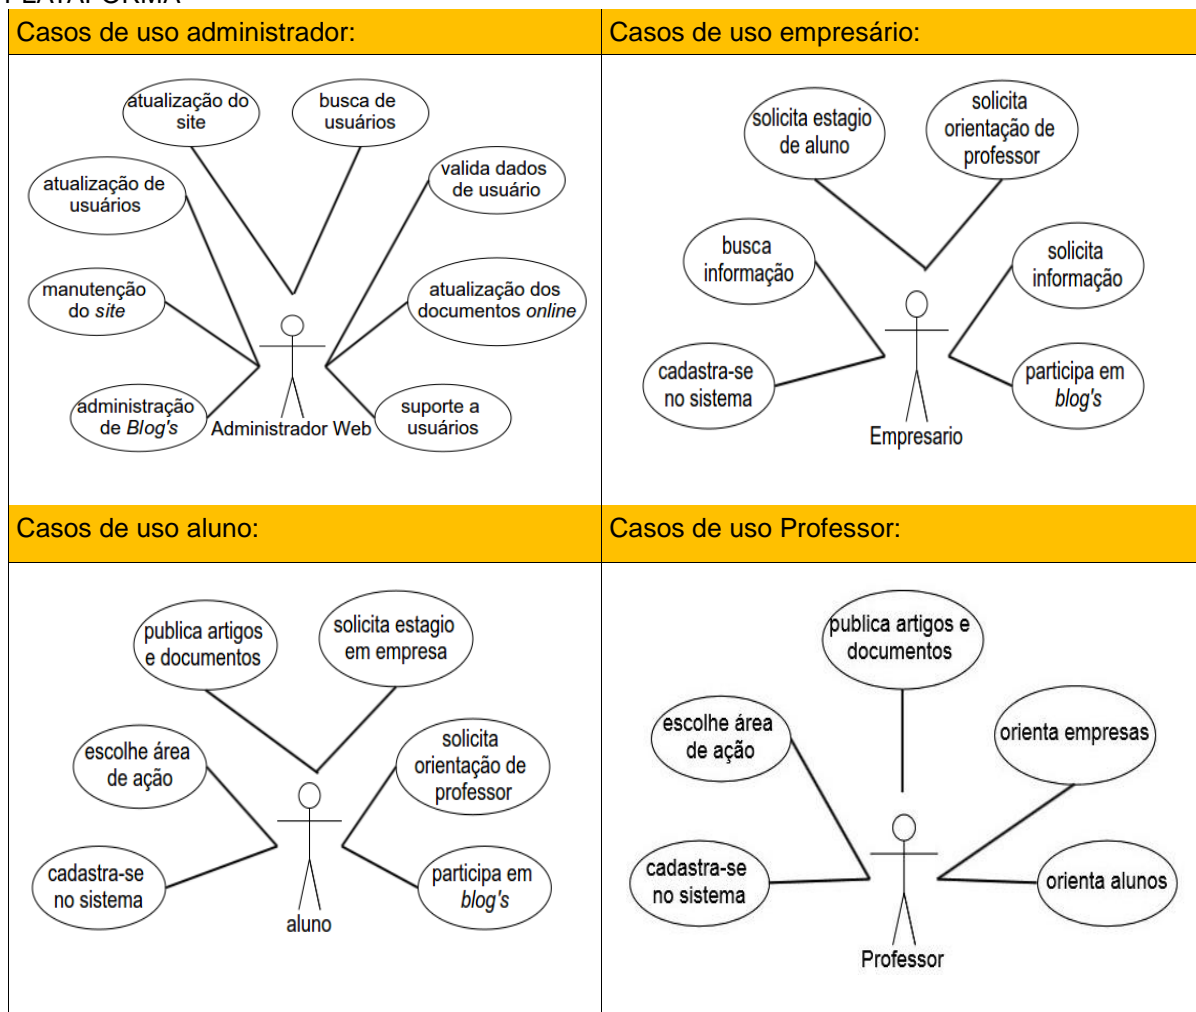 PLATAFORMA
Casos de uso administrador:
Casos de uso empresário:
atualização do
site
busca de
usuários
atualização de
usuários
valida dados
de usuário
manutenção
do site
atualização dos
documentos online
administração
de Blog's
suporte a
usuários
Administrador Web
solicita estagio
de aluno
solicita
orientação de
professor
busca
informação
solicita
informação
cadastra-se
no sistema
participa em
blog's
Empresario
Casos de uso aluno:
Casos de uso Professor:
publica artigos
e documentos
solicita estagio
em empresa
escolhe área
de ação
solicita
orientação de
professor
cadastra-se
no sistema
participa em
blog's
aluno
publica artigos e
documentos
escolhe área
de ação
orienta empresas
cadastra-se
no sistema
orienta alunos
Professor